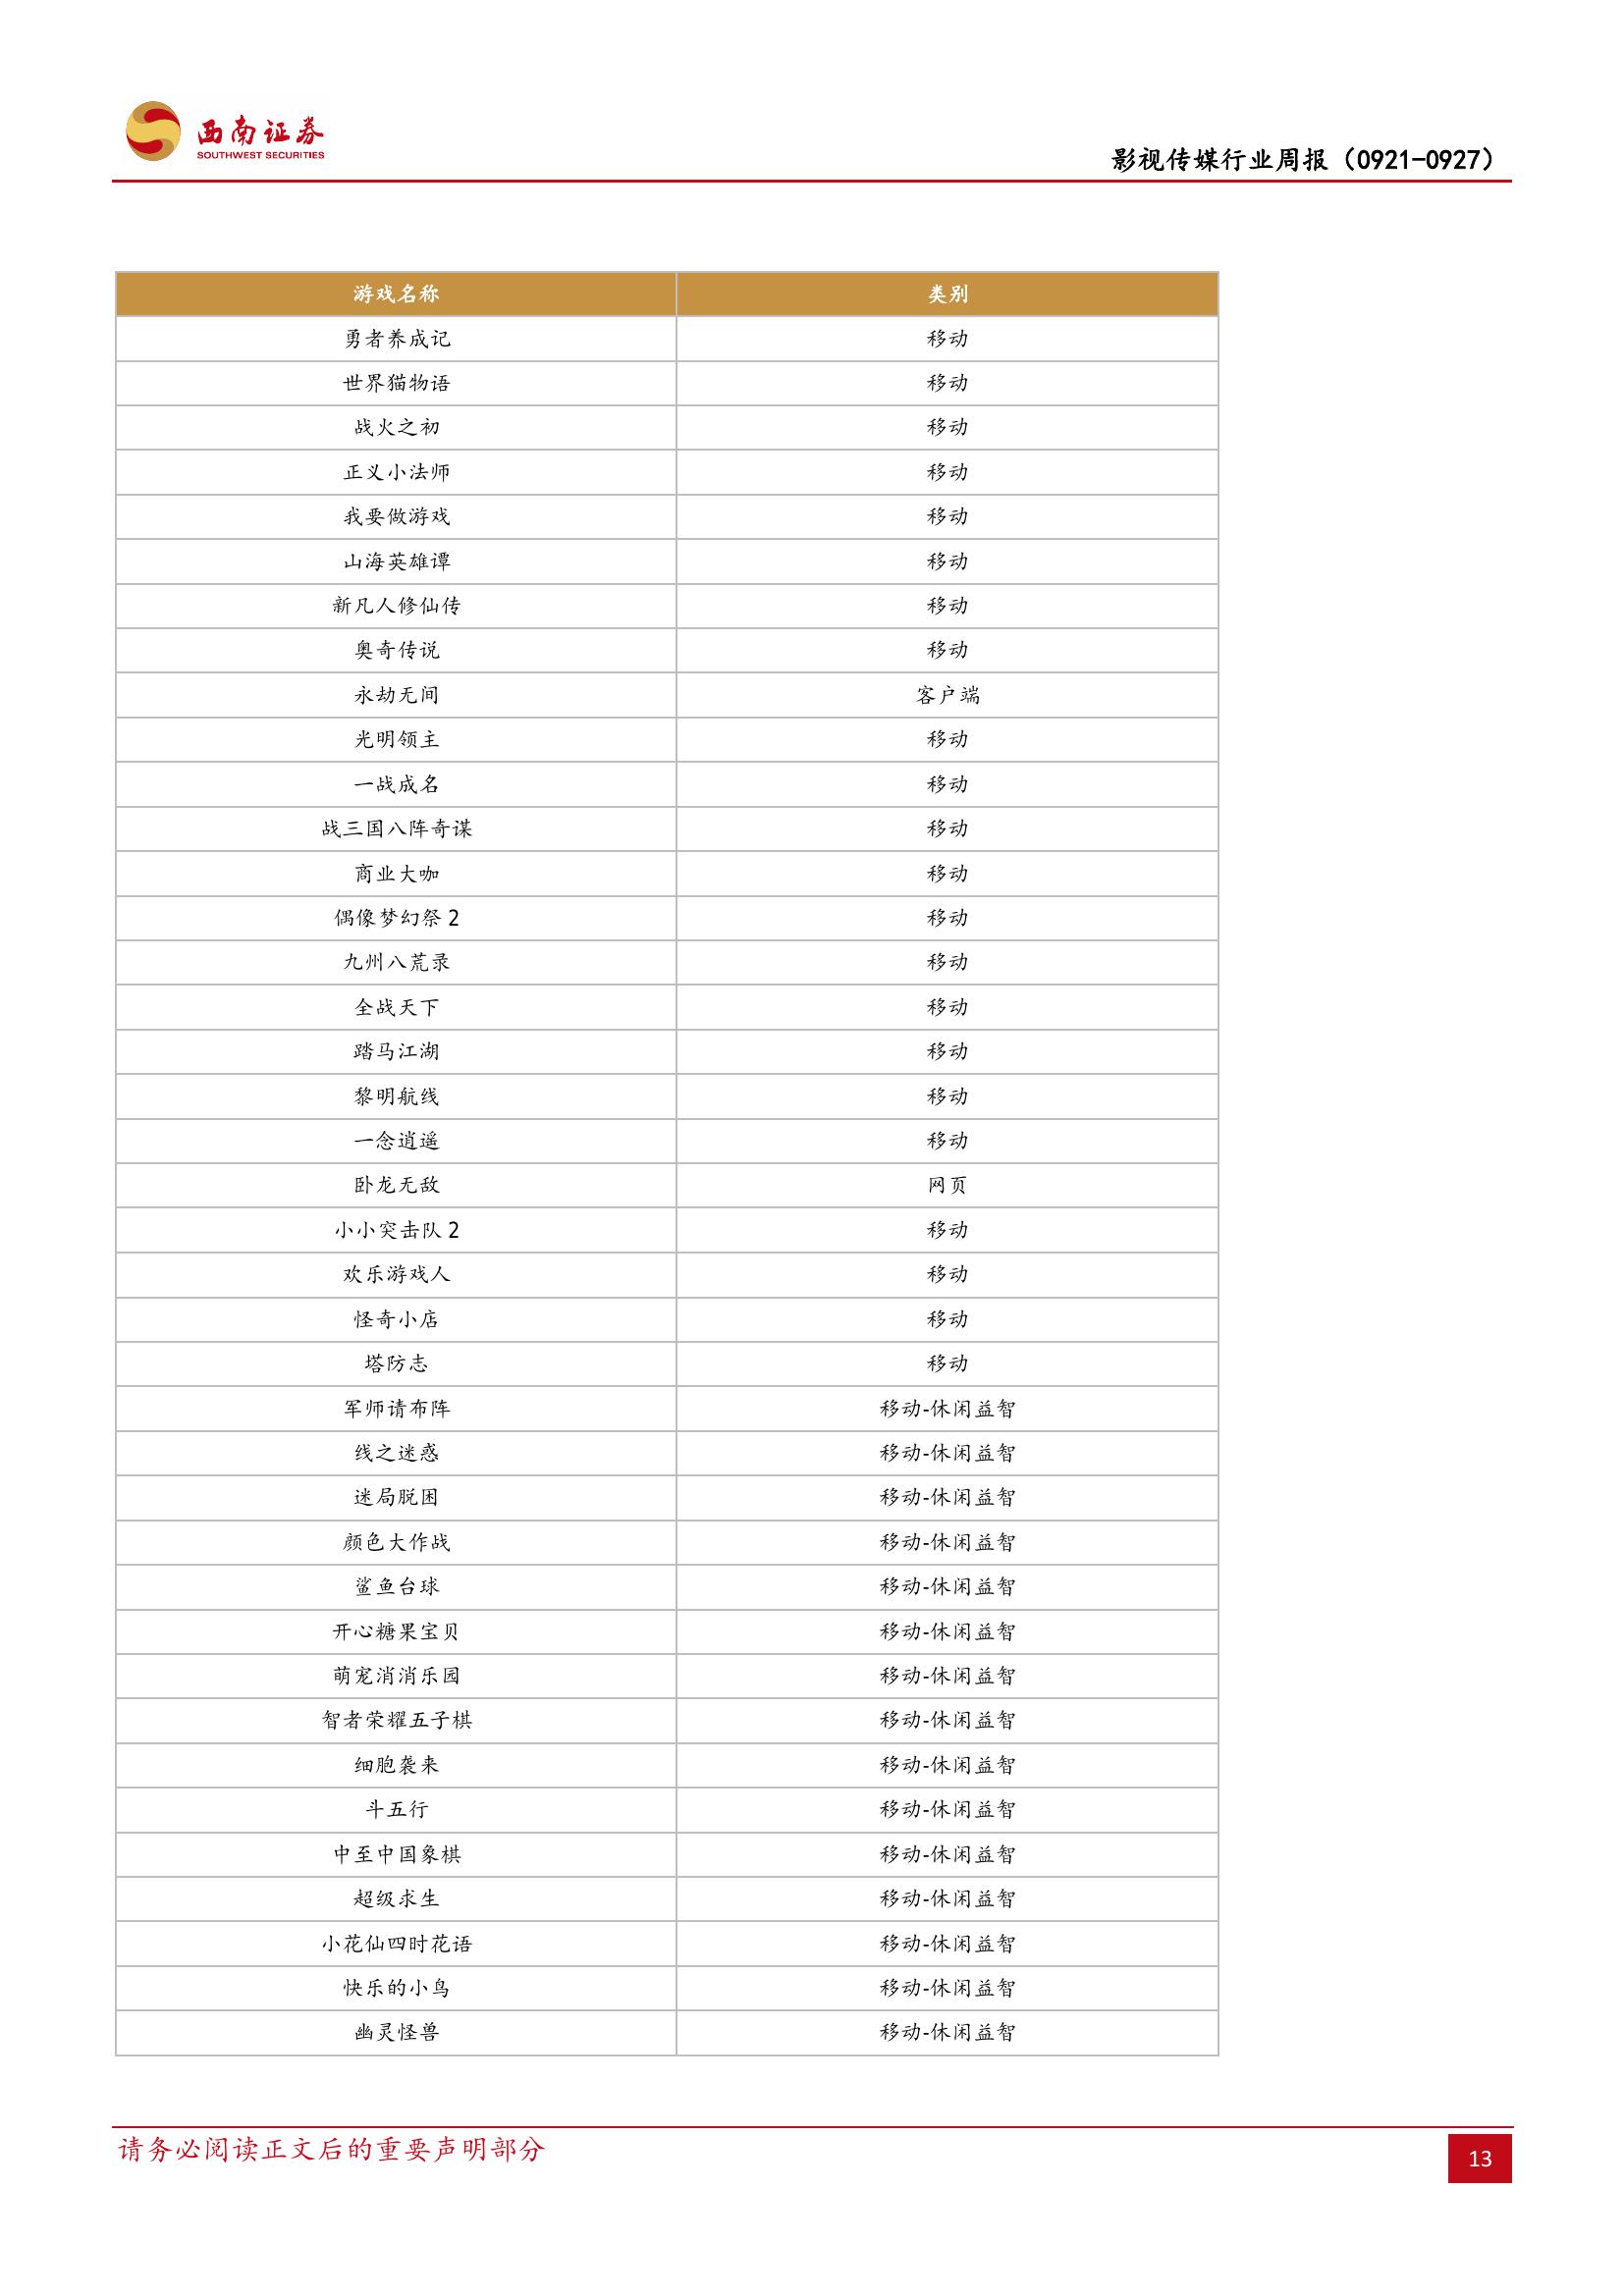 西南证券
SOUTHWEST SECURITIES
影视传媒行业周报（0921-0927）
游戏名称 类别
勇者养成记 移动
世界猫物语 移动
战火之初 移动
正义小法师 移动
我要做游戏 移动
山海英雄谭 移动
新凡人修仙传 移动
奥奇传说 移动
永劫无间 客户端
光明领主 移动
一战成名 移动
战三国八阵奇谋 移动
商业大咖 移动
偶像梦幻祭 2 移动
九州八荒录 移动
全战天下 移动
踏马江湖 移动
黎明航线 移动
一念逍遥 移动
卧龙无敌 网页
小小突击队 2 移动
欢乐游戏人 移动
怪奇小店 移动
塔防志 移动
军师请布阵 移动-休闲益智
线之迷惑 移动-休闲益智
迷局脱困 移动-休闲益智
颜色大作战 移动-休闲益智
鲨鱼台球 移动-休闲益智
开心糖果宝贝 移动-休闲益智
萌宠消消乐园 移动-休闲益智
智者荣耀五子棋 移动-休闲益智
细胞袭来 移动-休闲益智
斗五行 移动-休闲益智
中至中国象棋 移动-休闲益智
超级求生 移动-休闲益智
小花仙四时花语 移动-休闲益智
快乐的小鸟 移动-休闲益智
幽灵怪兽 移动-休闲益智
请务必阅读正文后的重要声明部分
13